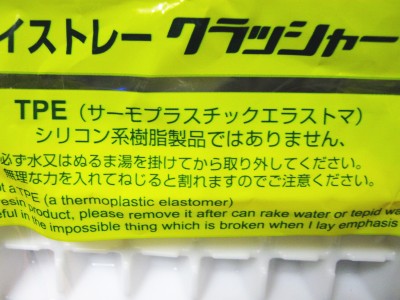 イストレー クラッシャー
TPE（サーモプラスチックエラストマ）
シリコン系樹脂製品ではありません、
必ず水又はぬるま湯を掛けてから取り外してください。
無理な力を入れてねじると割れますのでご注意ください。
ot a TPE (a thermoplastic elastomer)
resin product, please remove it after can rake water or tepid wa
eful in the impossible thing which is broken when I lay emphasis